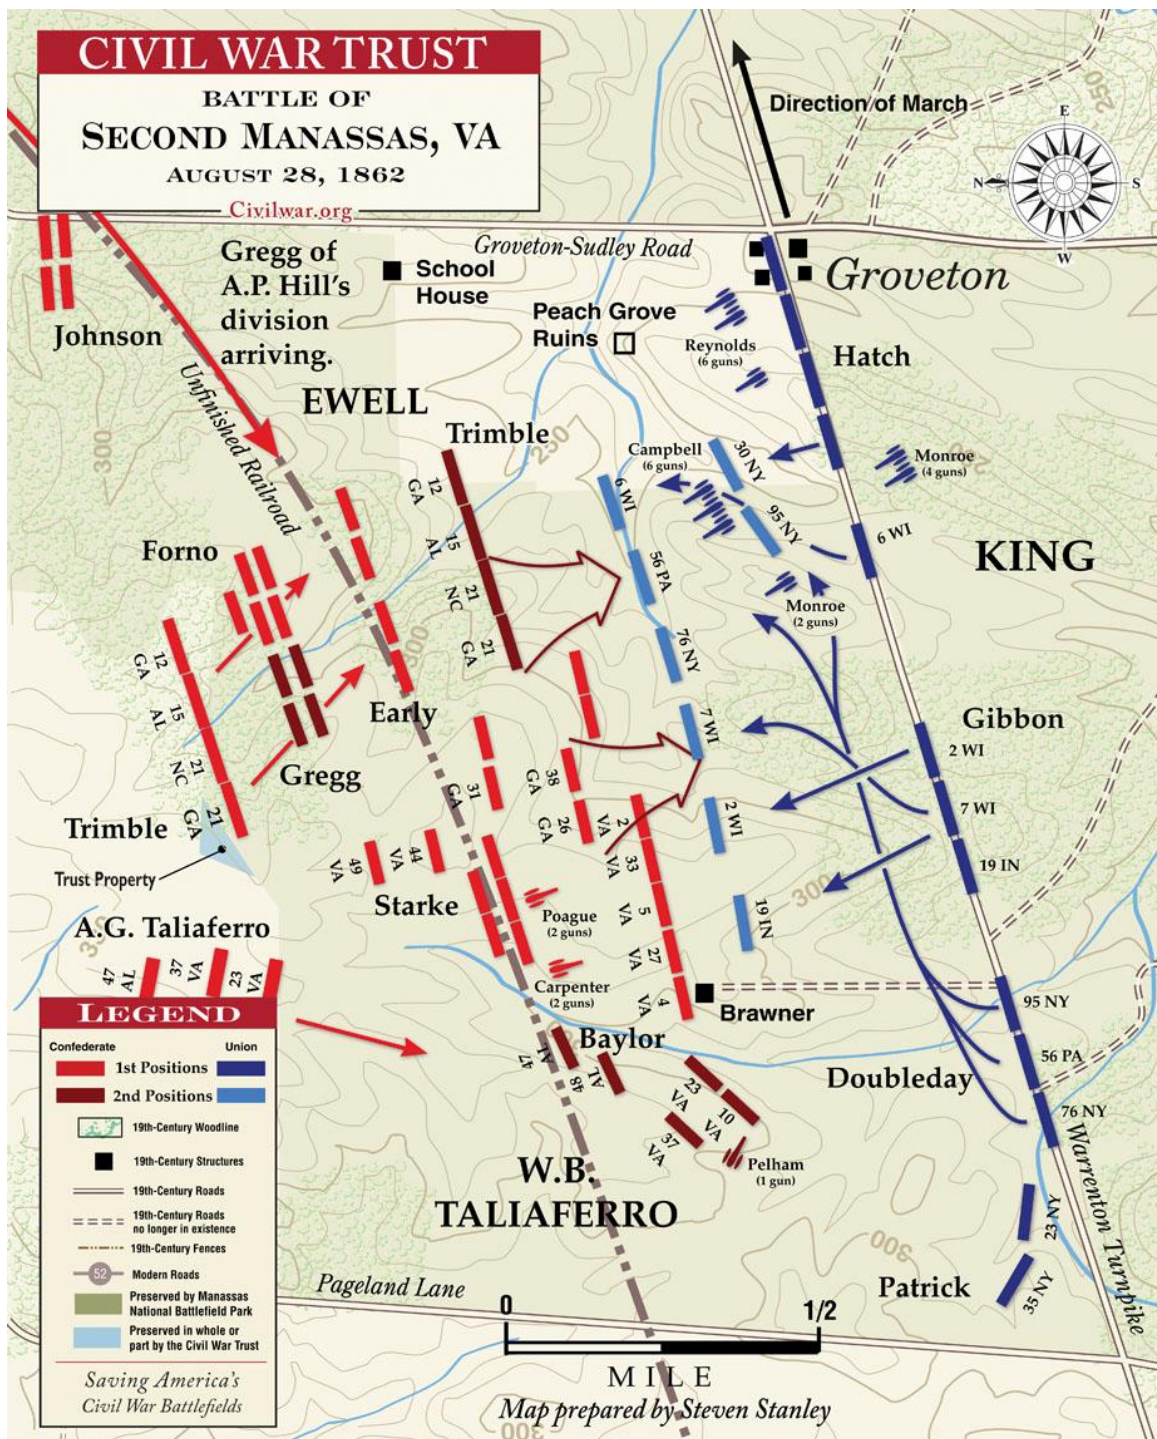 CIVIL WAR TRUST
BATTLE OF
SECOND MANASSAS, VA
AUGUST 28, 1862
Civilwar.org
Direction of March
250
E
N
S
W
Groveton-Sudley Road
Groveton
School
House
Gregg of
A.P. Hill's
division
arriving.
Johnson
Unfinished Railroad
300
Peach Grove
Ruins
Reynolds
(6 guns)
Hatch
EWELL
Trimble
250
12
GA
15
AL
21
NC
21
GA
Campbell
(6 guns)
30 NY
Monroe
(4 guns)
6 WI
95 NY
6 WI
KING
56 PA
Monroe
(2 guns)
76 NY
Forno
300
12
GA
15
AL
21
NC
21
GA
Early
Gregg
Trimble
Trust Property
7 WI
Gibbon
2 WI
7 WI
19 IN
31
GA
38
GA
26
GA
2
VA
33
VA
5
VA
27
VA
4
VA
2 WI
300
19 IN
49
VA
44
VA
Starke
Poague
(2 guns)
Carpenter
(2 guns)
A.G. Taliaferro
350
47
AL
37
VA
23
VA
Brawner
95 NY
56 PA
76 NY
Doubleday
Baylor
47
AL
48
AL
23
VA
10
VA
37
VA
Pelham
(1 gun)
W.B.
TALIAFERRO
Warrenton Turnpike
23 NY
35 NY
Patrick
300
Pageland Lane
LEGEND
Confederate
Union
1st Positions
2nd Positions
19th-Century Woodline
19th-Century Structures
19th-Century Roads
19th-Century Roads
no longer in existence
19th-Century Fences
52
Modern Roads
Preserved by Manassas
National Battlefield Park
Preserved in whole or
part by the Civil War Trust
Saving America's
Civil War Battlefields
0
1/2
MILE
Map prepared by Steven Stanley
300